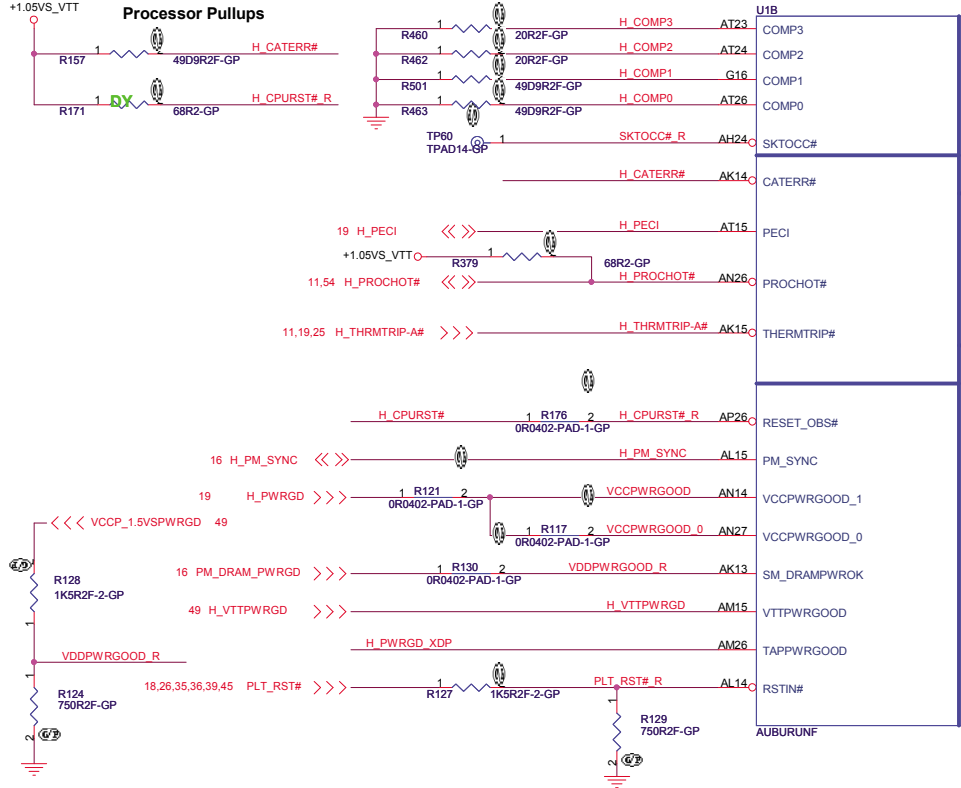 +1.05VS_VTT
Processor Pullups
R157
1
49D9R2F-GP
H_CATERR#
R171
1
DY
68R2-GP
H_CPURST#_R
U1B
R460
1
20R2F-GP
H_COMP3
AT23
COMP3
R462
1
20R2F-GP
H_COMP2
AT24
COMP2
R501
1
49D9R2F-GP
H_COMP1
G16
COMP1
R463
1
49D9R2F-GP
H_COMP0
AT26
COMP0
TP60
TPAD14-GP
1
SKTOCC#_R
AH24
SKTOCC#
H_CATERR#
AK14
CATERR#
19 H_PECI
H_PECI
AT15
PECI
+1.05VS_VTT
R379
1
68R2-GP
11,54 H_PROCHOT#
H_PROCHOT#
AN26
PROCHOT#
11,19,25 H_THRMTRIP-A#
H_THRMTRIP-A#
AK15
THERMTRIP#
H_CPURST#
1 R176 2
0R0402-PAD-1-GP
H_CPURST#_R
AP26
RESET_OBS#
16 H_PM_SYNC
H_PM_SYNC
AL15
PM_SYNC
19 H_PWRGD
1 R121 2
0R0402-PAD-1-GP
VCCPWRGOOD
AN14
VCCPWRGOOD_1
1 R117 2
0R0402-PAD-1-GP
VCCPWRGOOD_0
AN27
VCCPWRGOOD_0
VCCP_1.5VSPWRGD 49
16 PM_DRAM_PWRGD
1 R130 2
0R0402-PAD-1-GP
VDDPWRGOOD_R
AK13
SM_DRAMPWROK
R128
1K5R2F-2-GP
1
49 H_VTTPWRGD
H_VTTPWRGD
AM15
VTTPWRGOOD
H_PWRGD_XDP
AM26
TAPPWRGOOD
VDDPWRGOOD_R
18,26,35,36,39,45 PLT_RST#
R127
1
1K5R2F-2-GP
PLT_RST#_R
AL14
RSTIN#
1
R124
750R2F-GP
2
1
R129
750R2F-GP
2
AUBURUNF